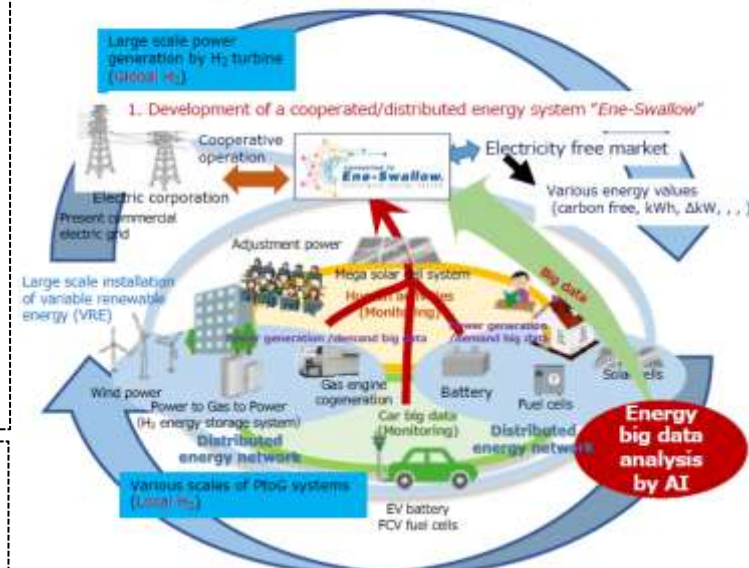 Large scale power
generation by H₂ turbine
(Global H₂)
1. Development of a cooperated/distributed energy system "Ene-Swallow"
Cooperative
operation
Ene-Swallow.
Electricity free market
Electric corporation
Various energy values
(carbon free, kWh, ΔkW, , , )
Present commercial
electric grid
Adjustment power
Mega solar cell system
Big data
Large scale installation
of variable renewable
energy (VRE)
Human activities
(Monitoring)
Power generation /demand big data
Power generation
/demand big data
Wind power
Gas engine
cogeneration
Battery
Fuel cells
Solar cells
Power to Gas to Power
(H₂ energy storage system)
Car big data
(Monitoring)
Distributed
energy network
Distributed
energy network
Energy
big data
analysis
by AI
Various scales of PtoG systems
(Local H₂)
EV battery
FCV fuel cells